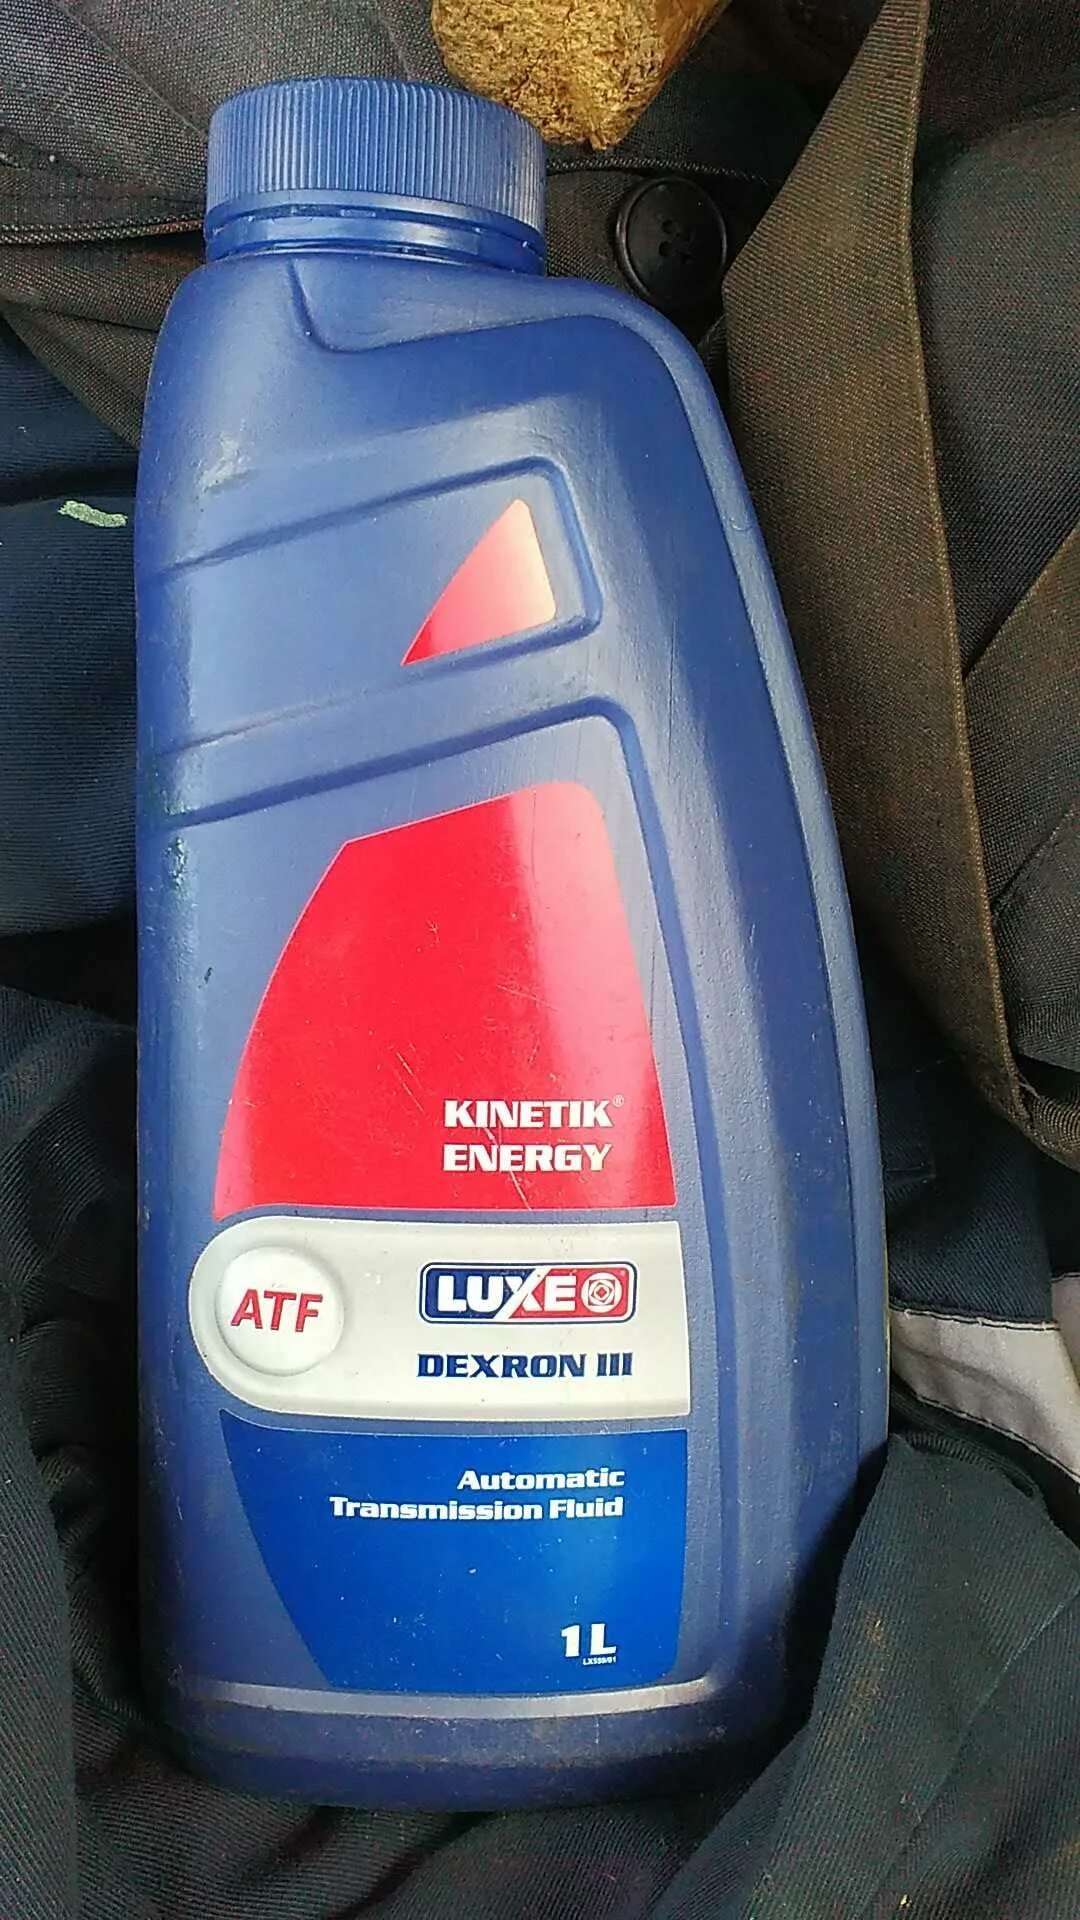 KINETIK®
ENERGY
ATF
LUXE
DEXRON III
Automatic
Transmission Fluid
1L